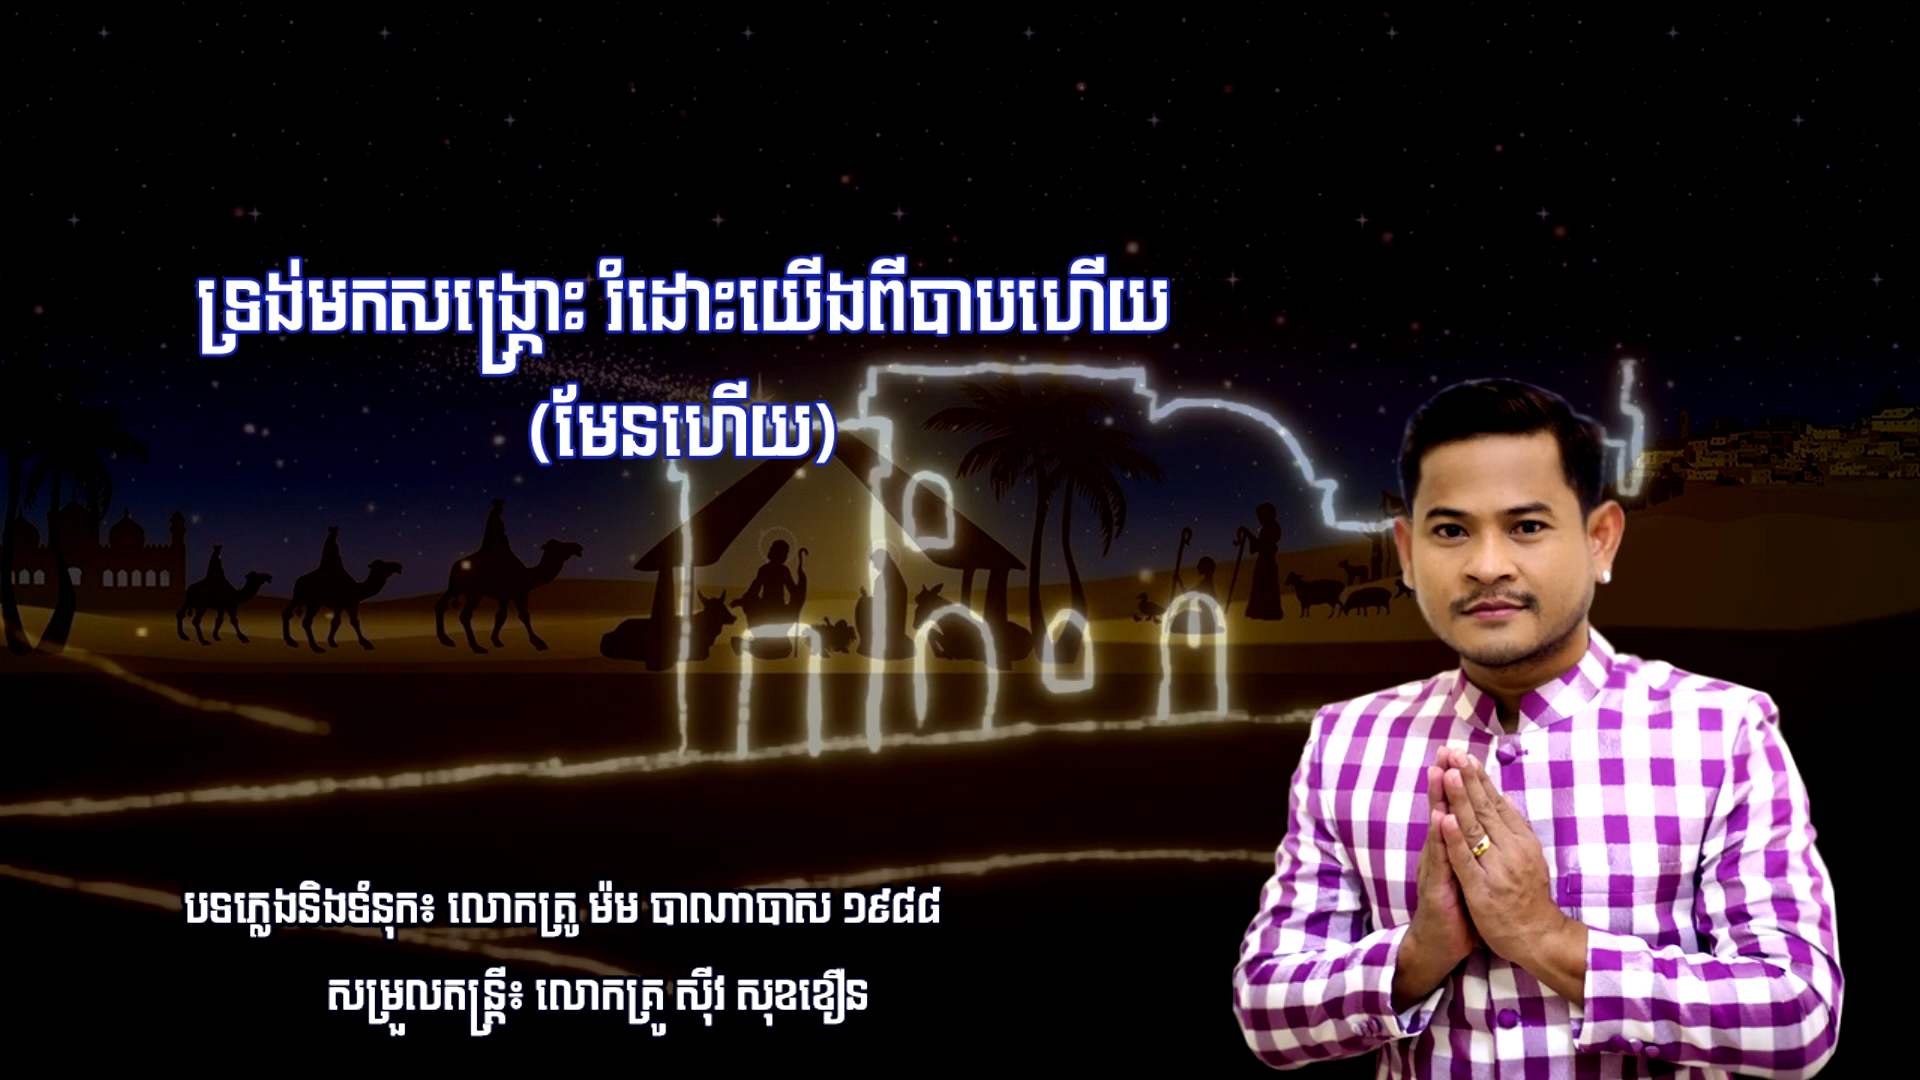 ទ្រង់មកសង្គ្រោះ រំដោះយើងពីបាបហើយ
(មែនហើយ)
បទភ្លេងនិងទំនុក៖ លោកគ្រូ ម៉ម បាណាបាស ១៩៨៨
សម្រួលតន្ត្រី៖ លោកគ្រូ ស៊ីវ សុខខឿន